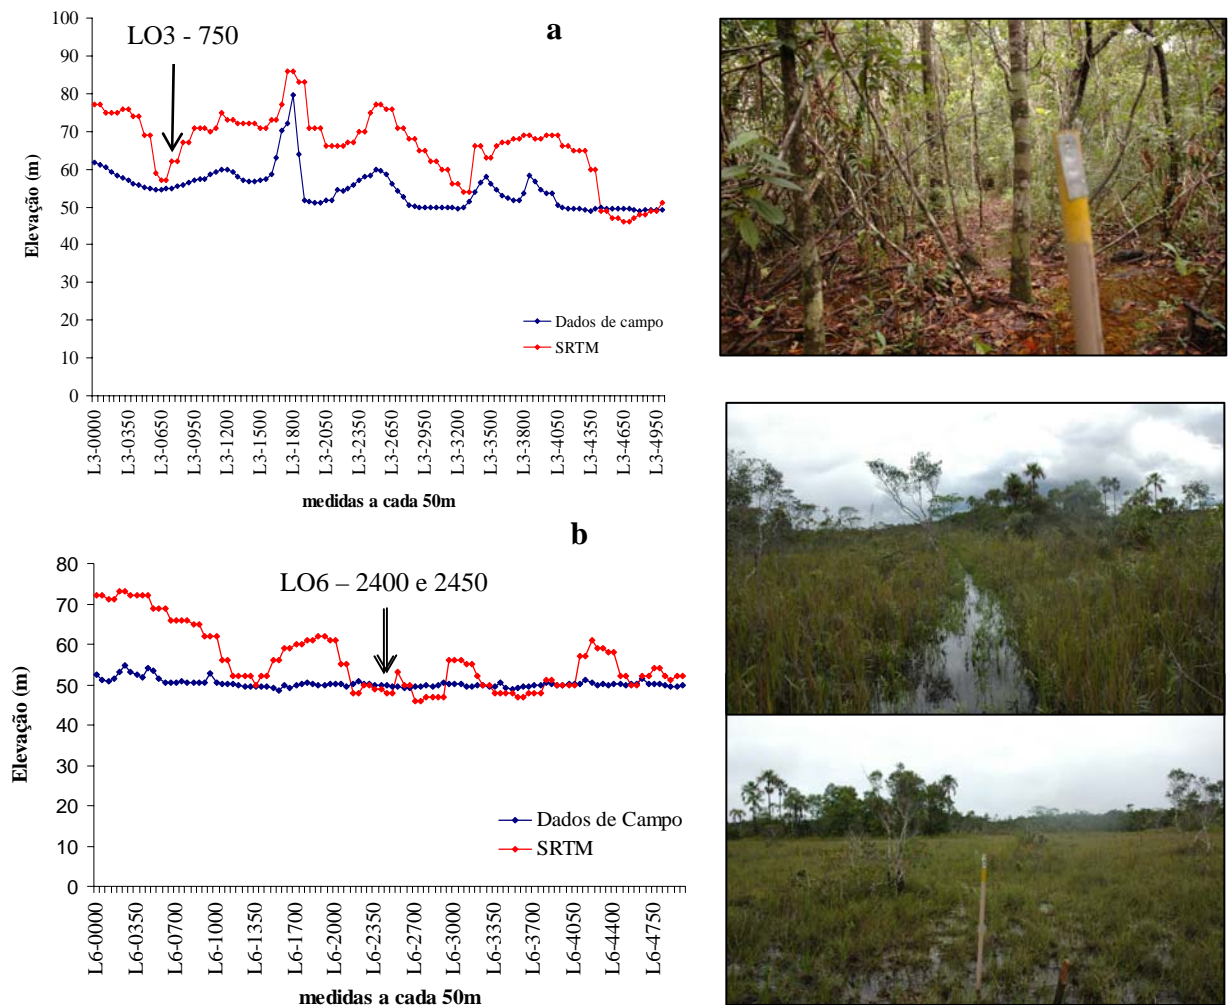 a
LO3 - 750
100
90
80
70
60
50
40
30
20
10
0
Elevação (m)
Dados de campo
SRTM
L3-0000
L3-0350
L3-0650
L3-0950
L3-1200
L3-1500
L3-1800
L3-2050
L3-2350
L3-2650
L3-2950
L3-3200
L3-3500
L3-3800
L3-4050
L3-4350
L3-4650
L3-4950
medidas a cada 50m
b
LO6 – 2400 e 2450
80
70
60
50
40
30
20
10
0
Elevação (m)
Dados de Campo
SRTM
L6-0000
L6-0350
L6-0700
L6-1000
L6-1350
L6-1700
L6-2000
L6-2350
L6-2700
L6-3000
L6-3350
L6-3700
L6-4050
L6-4750
medidas a cada 50m